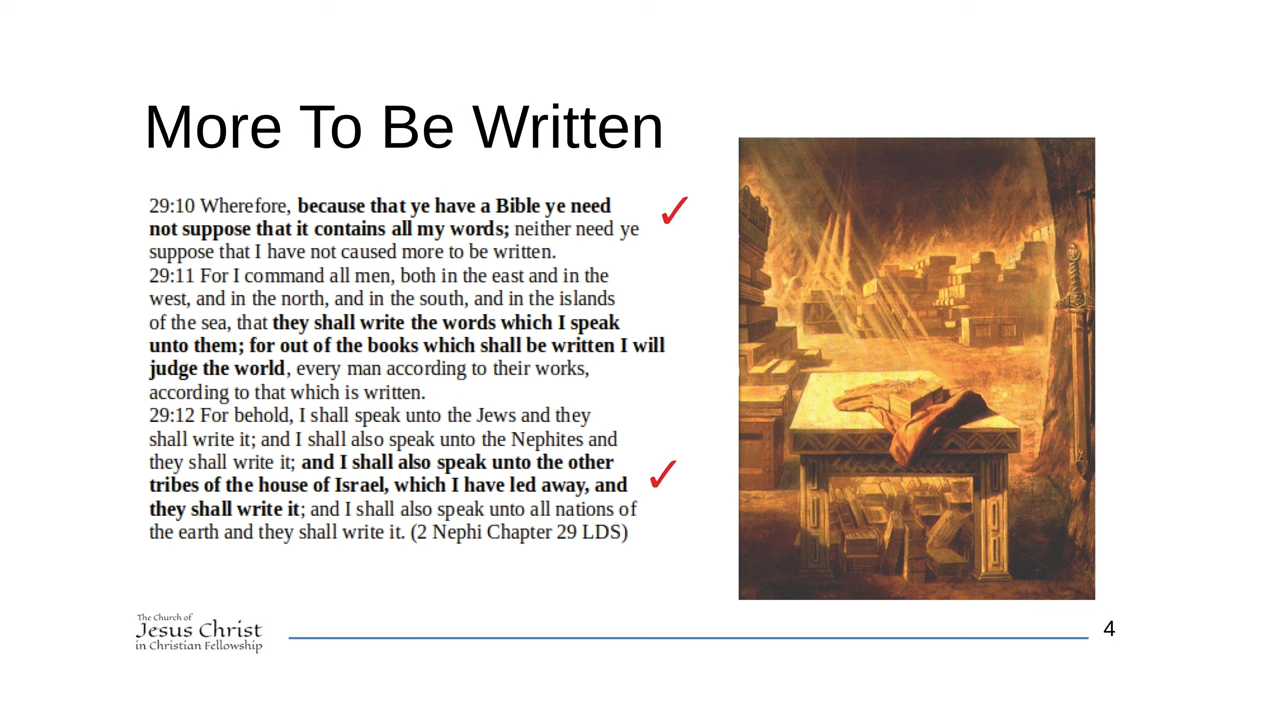 More To Be Written
29:10 Wherefore, because that ye have a Bible ye need
not suppose that it contains all my words; neither need ye
suppose that I have not caused more to be written.
29:11 For I command all men, both in the east and in the
west, and in the north, and in the south, and in the islands
of the sea, that they shall write the words which I speak
unto them; for out of the books which shall be written I will
judge the world, every man according to their works,
according to that which is written.
29:12 For behold, I shall speak unto the Jews and they
shall write it; and I shall also speak unto the Nephites and
they shall write it; and I shall also speak unto the other
tribes of the house of Israel, which I have led away, and
they shall write it; and I shall also speak unto all nations of
the earth and they shall write it. (2 Nephi Chapter 29 LDS)
The Church of
Jesus Christ
in Christian Fellowship
4